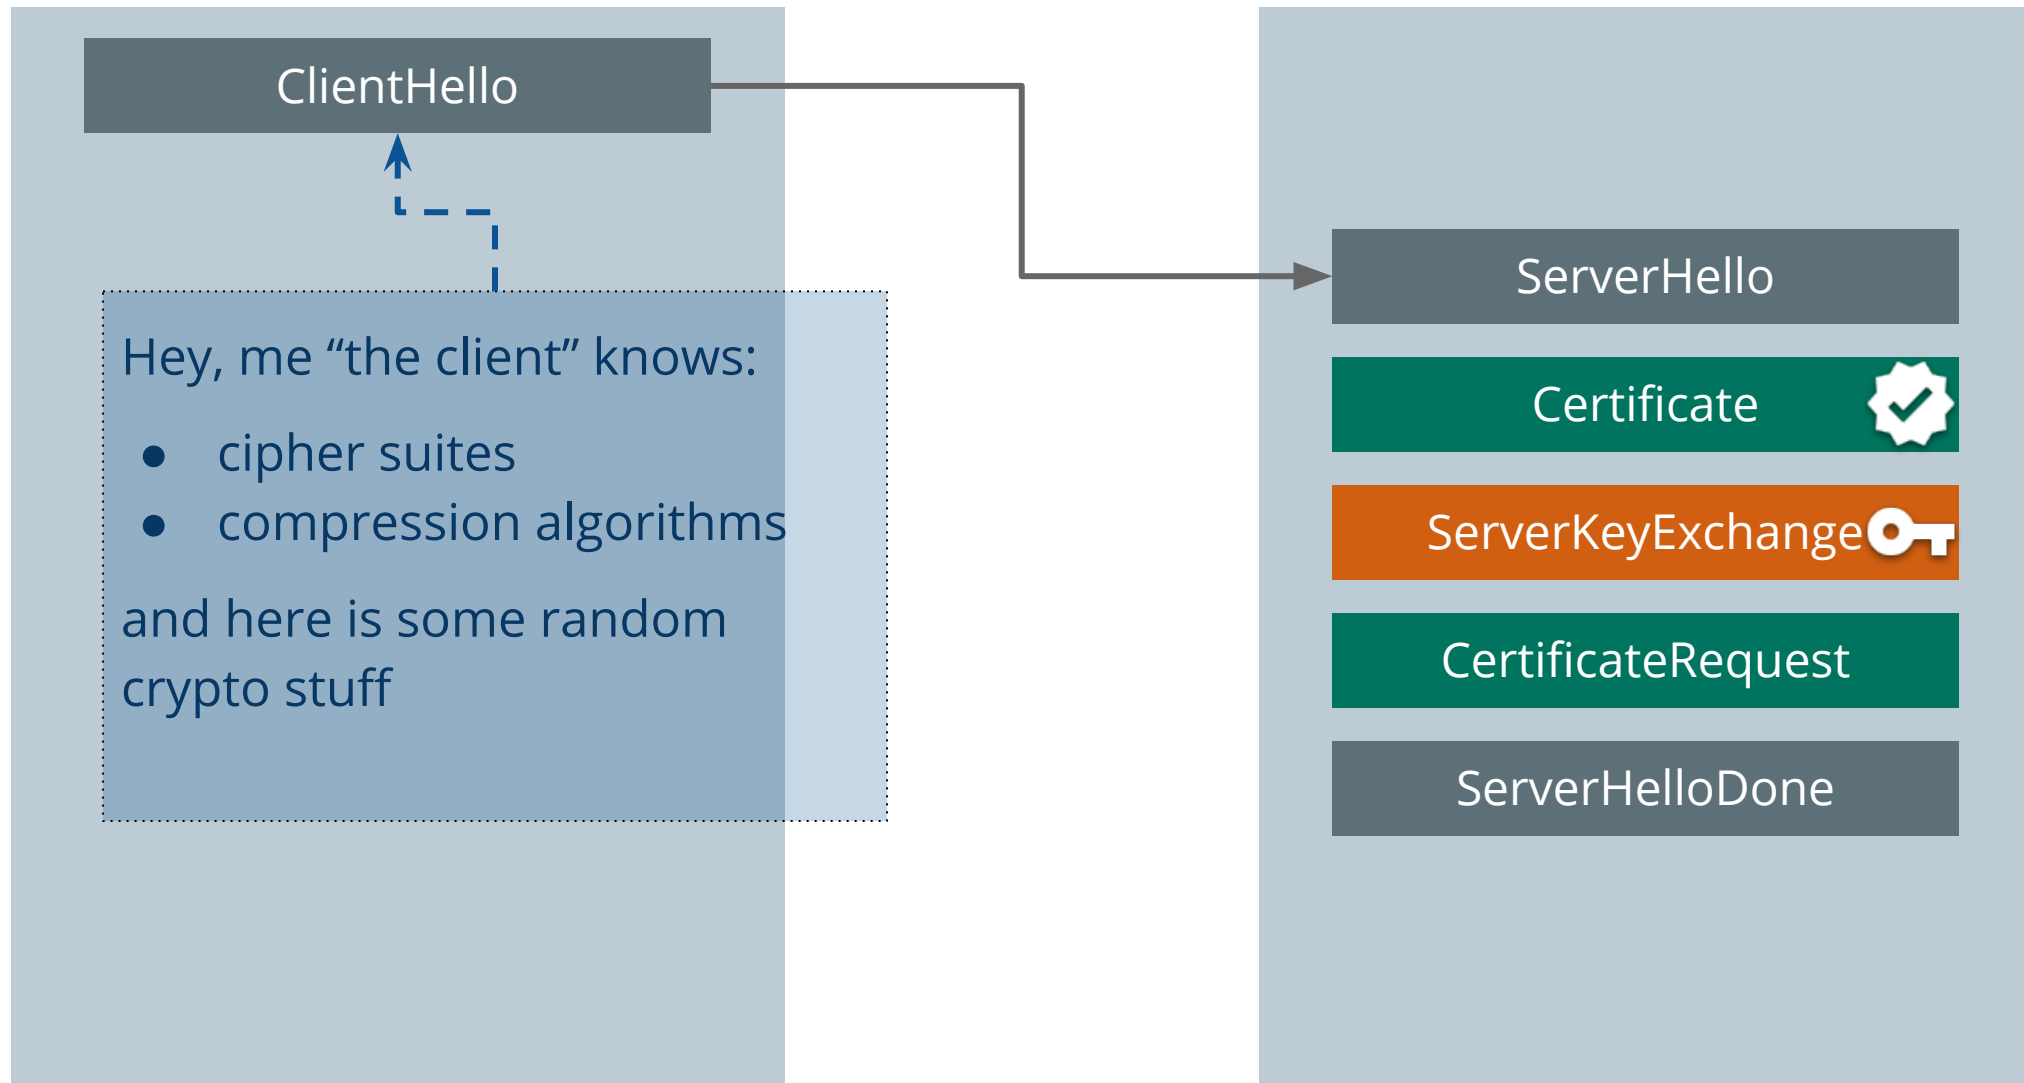 ClientHello
Hey, me “the client” knows:
● cipher suites
● compression algorithms
and here is some random
crypto stuff
ServerHello
Certificate
ServerKeyExchange
CertificateRequest
ServerHelloDone